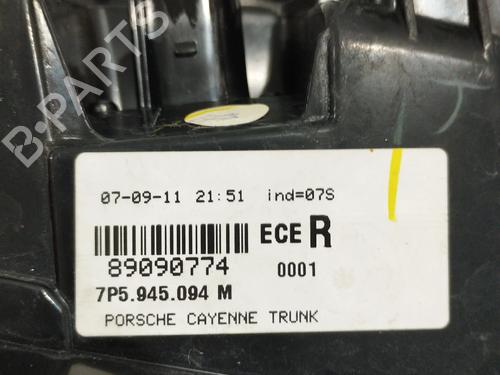 B-PARTS
07-09-11 21:51 ind=07S
ECE R
89090774 0001
7P5.945.094 M
PORSCHE CAYENNE TRUNK